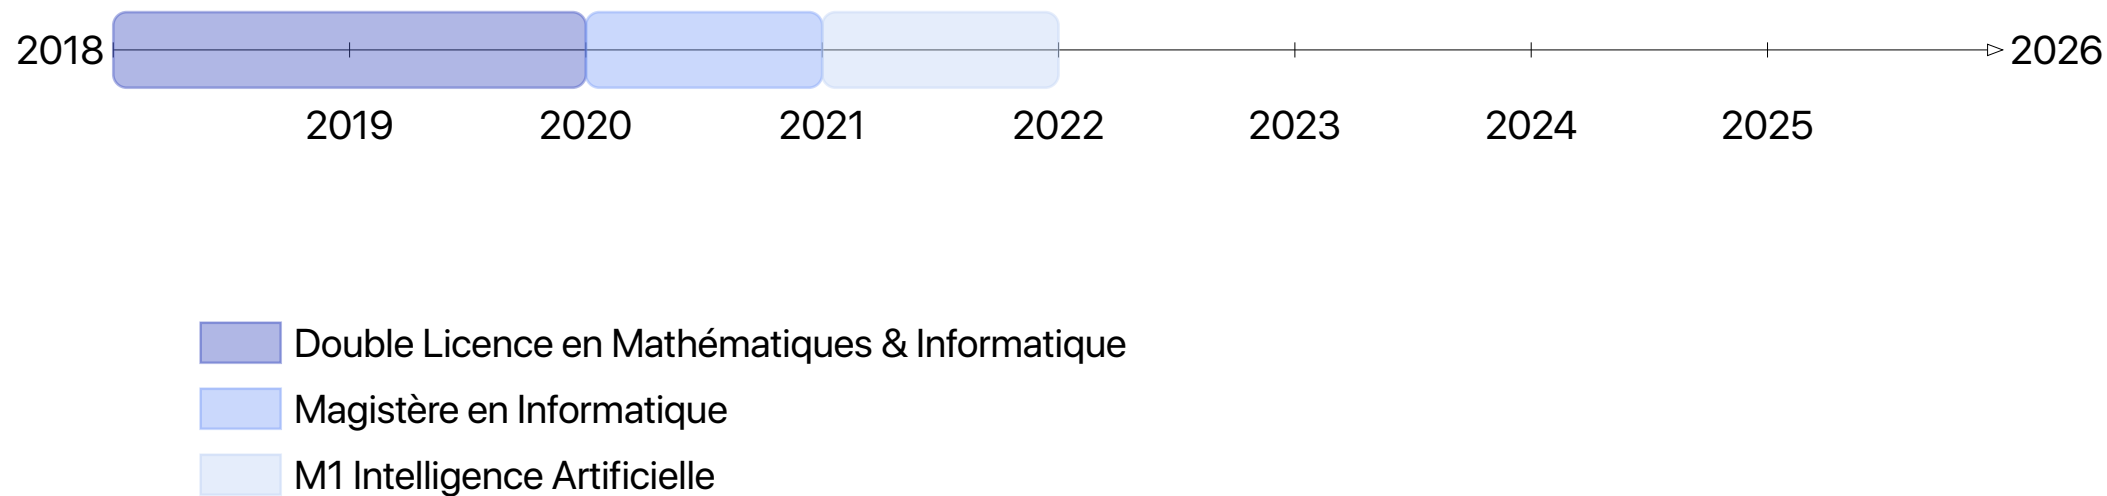 2018 2026
2019 2020 2021 2022 2023 2024 2025
Double Licence en Mathématiques & Informatique
Magistère en Informatique
M1 Intelligence Artificielle